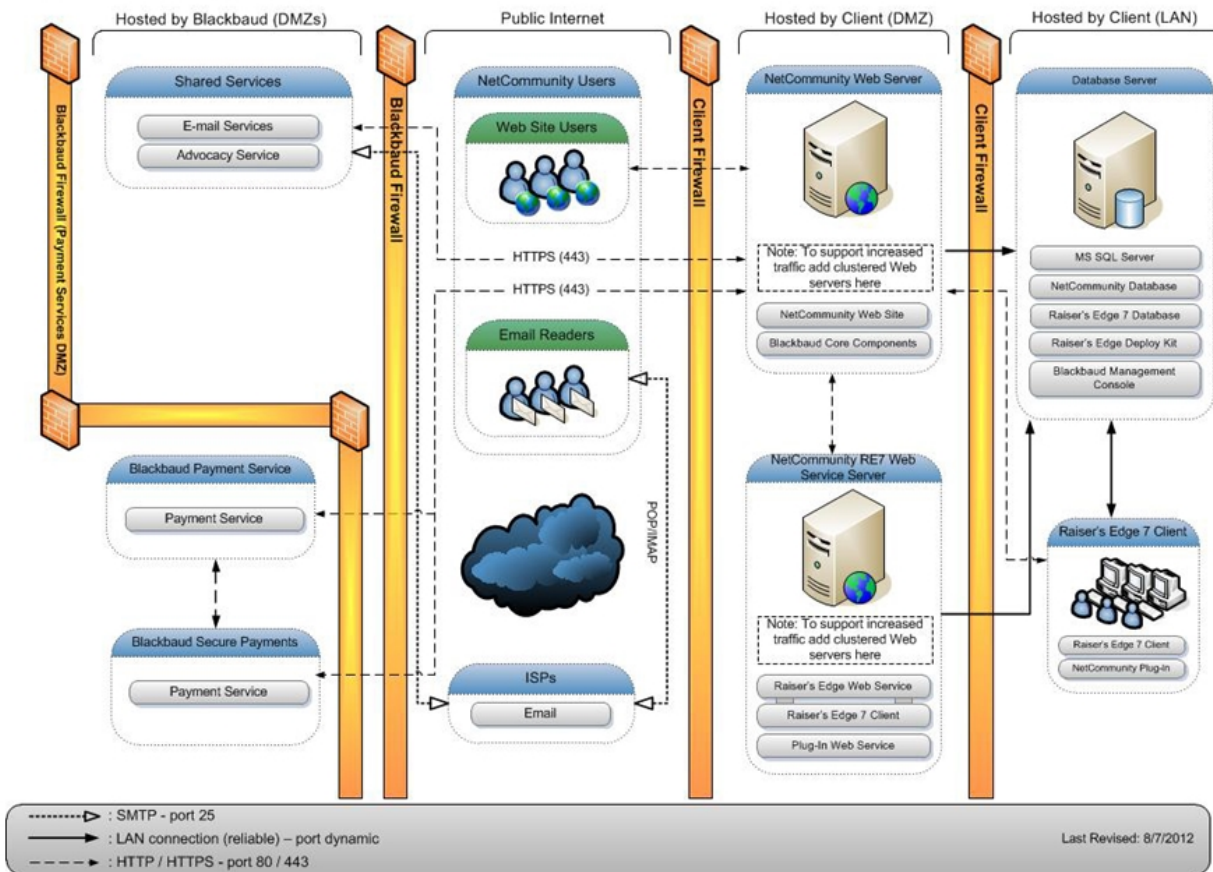 Hosted by Blackbaud (DMZs)
Public Internet
Hosted by Client (DMZ)
Hosted by Client (LAN)
Blackbaud Firewall (Payment Services DMZ)
Shared Services
E-mail Services
Advocacy Service
Blackbaud Payment Service
Payment Service
Blackbaud Secure Payments
Payment Service
Blackbaud Firewall
NetCommunity Users
Web Site Users
HTTPS (443)
HTTPS (443)
Email Readers
POP/IMAP
ISPs
Email
Client Firewall
NetCommunity Web Server
Note: To support increased
traffic add clustered Web
servers here
NetCommunity Web Site
Blackbaud Core Components
NetCommunity RE7 Web
Service Server
Note: To support increased
traffic add clustered Web
servers here
Raiser's Edge Web Service
Raiser's Edge 7 Client
Plug-In Web Service
Client Firewall
Database Server
MS SQL Server
NetCommunity Database
Raiser's Edge 7 Database
Raiser's Edge Deploy Kit
Blackbaud Management
Console
Raiser's Edge 7 Client
Raiser's Edge 7 Client
NetCommunity Plug-In
: SMTP - port 25
: LAN connection (reliable) – port dynamic
: HTTP / HTTPS - port 80 / 443
Last Revised: 8/7/2012